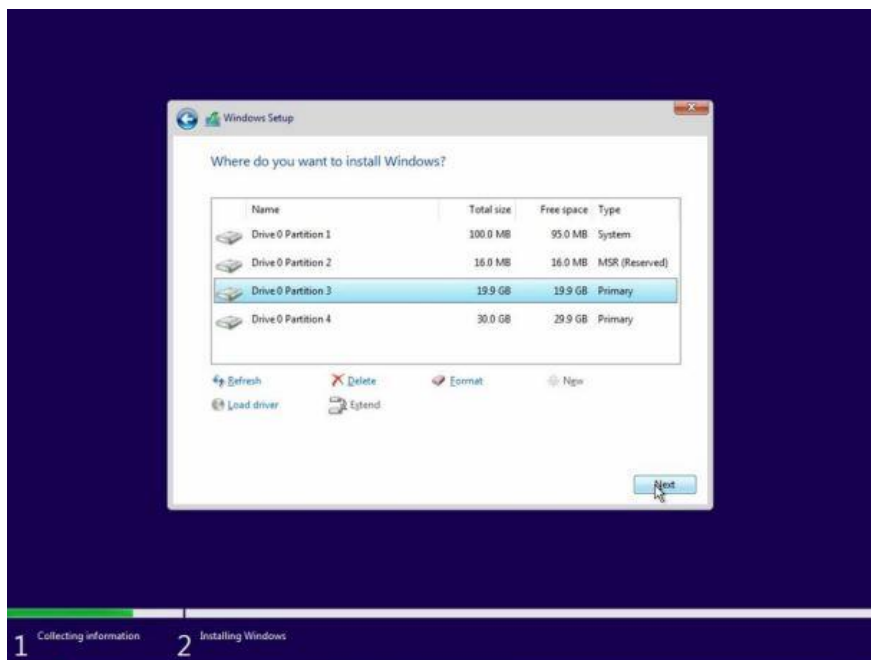 Windows Setup
Where do you want to install Windows?
Name Total size Free space Type
Drive 0 Partition 1 100.0 MB 95.0 MB System
Drive 0 Partition 2 16.0 MB 16.0 MB MSR (Reserved)
Drive 0 Partition 3 19.9 GB 19.9 GB Primary
Drive 0 Partition 4 30.0 GB 29.9 GB Primary
Refresh Delete Format New
Load driver Extend
Next
1 Collecting information 2 Installing Windows